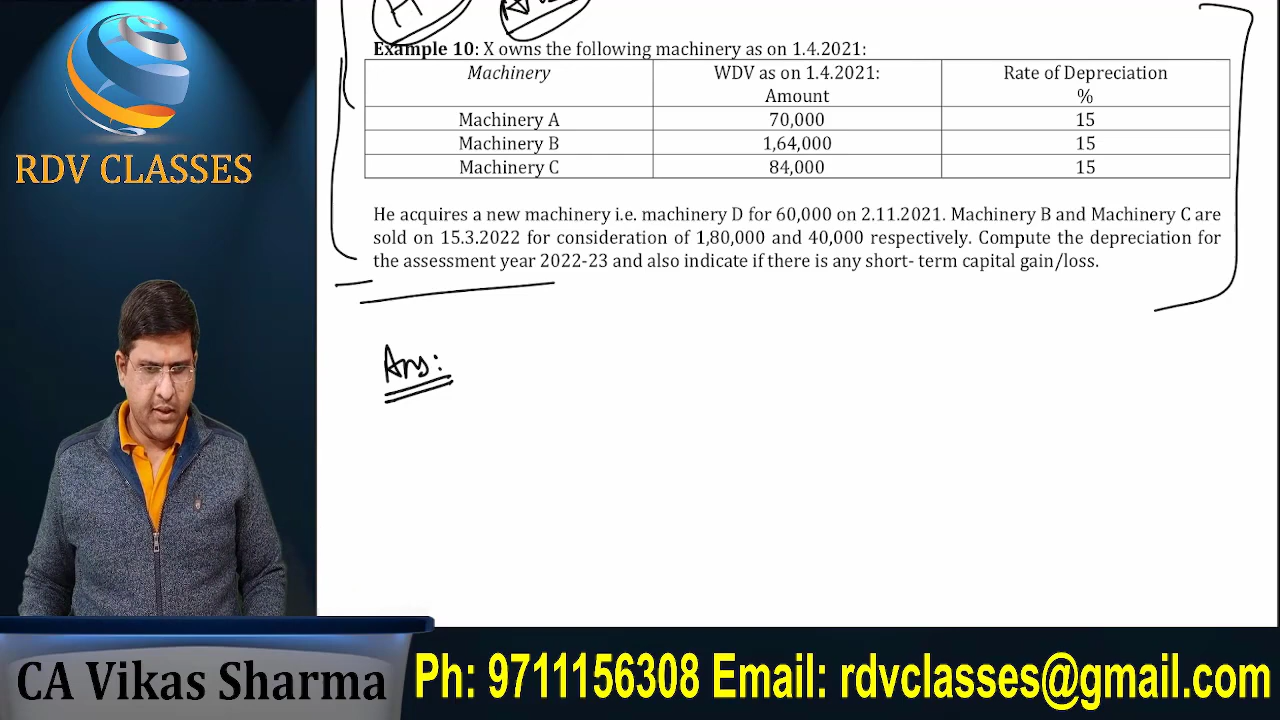 Example 10: X owns the following machinery as on 1.4.2021:
Machinery WDV as on 1.4.2021: Amount Rate of Depreciation %
Machinery A 70,000 15
Machinery B 1,64,000 15
Machinery C 84,000 15
He acquires a new machinery i.e. machinery D for 60,000 on 2.11.2021. Machinery B and Machinery C are
sold on 15.3.2022 for consideration of 1,80,000 and 40,000 respectively. Compute the depreciation for
the assessment year 2022-23 and also indicate if there is any short- term capital gain/loss.
Ans:
RDV CLASSES
CA Vikas Sharma
Ph: 9711156308 Email: rdvclasses@gmail.com